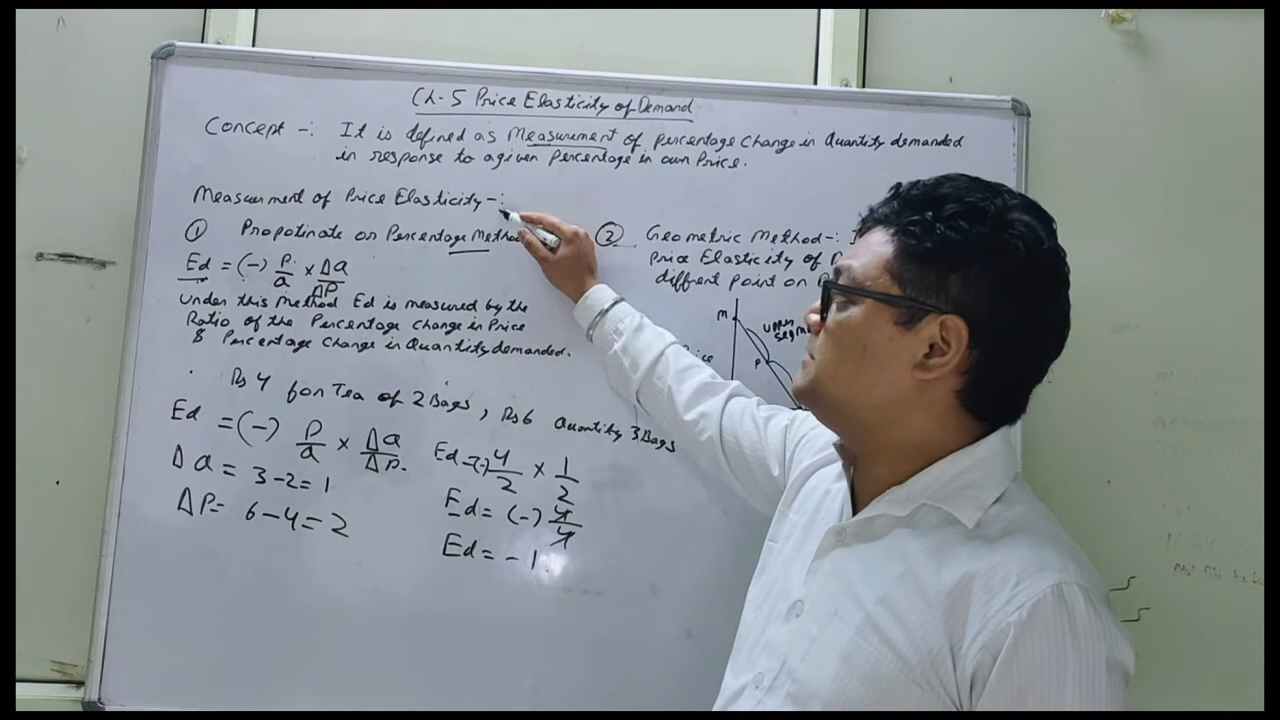 Ch-5 Price Elasticity of Demand
Concept -: It is defined as Measurement of percentage change in Quantity demanded
in response to a given Percentage in own Price.
Measurment of Price Elasticity -:
① Propotinate or Percentage Method
Ed = (-) P/Q × ΔQ/ΔP
Under this Method Ed is measured by the
Ratio of the Percentage change in Price
& Percentage Change in Quantity demanded.
Rs 4 for Tea of 2 Bags, Rs 6 Quantity 3 Bags
Ed = (-) P/Q × ΔQ/ΔP
ΔQ = 3-2=1
ΔP= 6-4=2
Ed=(-) 4/2 × 1/2
Ed= (-) 4/4
Ed= -1
② Geometric Method -:
Price Elasticity of
diffrent Point on
M
upper
P
Price